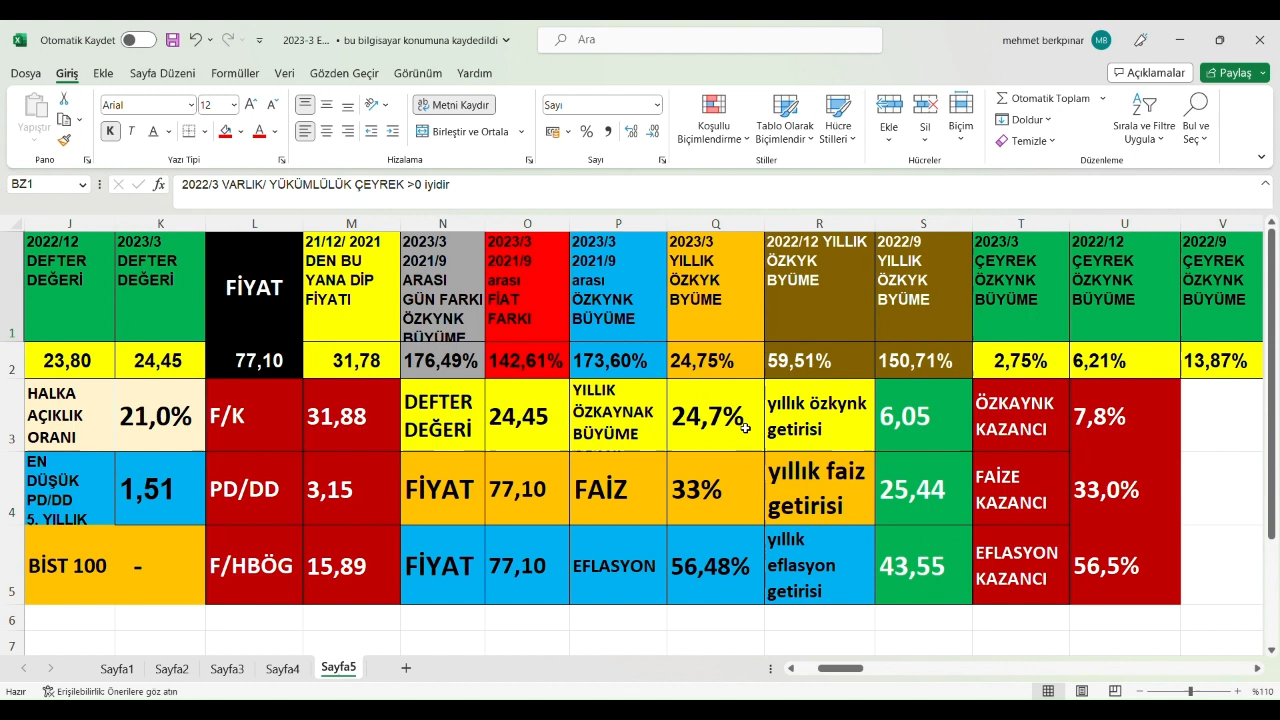 Otomatik Kaydet
2023-3 E... • bu bilgisayar konumuna kaydedildi
Ara
mehmet berkpınar
MB
Dosya Giriş Ekle Sayfa Düzeni Formüller Veri Gözden Geçir Görünüm Yardım
Açıklamalar
Paylaş
Yapıştır
Pano
Arial
12
K T A
Yazı Tipi
Metni Kaydır
Birleştir ve Ortala
Hizalama
Sayı
Sayı
Koşullu
Biçimlendirme
Tablo Olarak
Biçimlendir
Hücre
Stilleri
Stiller
Ekle
Sil
Biçim
Hücreler
Otomatik Toplam
Doldur
Temizle
Sırala ve Filtre
Uygula
Bul ve
Seç
Düzenleme
BZ1
fx
2022/3 VARLIK/ YÜKÜMLÜLÜK ÇEYREK >0 iyidir
J K L M N O P Q R S T U V
1
2022/12
DEFTER
DEĞERİ
2023/3
DEFTER
DEĞERİ
FİYAT
21/12/ 2021
DEN BU
YANA DİP
FİYATI
2023/3
2021/9
ARASI
GÜN FARKI
ÖZKYNK
BÜYÜME
2023/3
2021/9
arası
FİAT
FARKI
2023/3
2021/9
arası
ÖZKYNK
BÜYÜME
2023/3
YILLIK
ÖZKYK
BYÜME
2022/12 YILLIK
ÖZKYK
BYÜME
2022/9
YILLIK
ÖZKYK
BYÜME
2023/3
ÇEYREK
ÖZKYNK
BÜYÜME
2022/12
ÇEYREK
ÖZKYNK
BÜYÜME
2022/9
ÇEYREK
ÖZKYNK
BÜYÜME
2
23,80 24,45 77,10 31,78 176,49% 142,61% 173,60% 24,75% 59,51% 150,71% 2,75% 6,21% 13,87%
3
HALKA
AÇIKLIK
ORANI
21,0%
F/K
31,88
DEFTER
DEĞERİ
24,45
YILLIK
ÖZKAYNAK
BÜYÜME
24,7%
yıllık özkynk
getirisi
6,05
ÖZKAYNK
KAZANCI
7,8%
4
EN
DÜŞÜK
PD/DD
5. YILLIK
1,51
PD/DD
3,15
FİYAT
77,10
FAİZ
33%
yıllık faiz
getirisi
25,44
FAİZE
KAZANCI
33,0%
5
BİST 100
-
F/HBÖG
15,89
FİYAT
77,10
EFLASYON
56,48%
yıllık
eflasyon
getirisi
43,55
EFLASYON
KAZANCI
56,5%
6
7
Sayfa1 Sayfa2 Sayfa3 Sayfa4 Sayfa5
Hazır
Erişilebilirlik: Önerilere göz atın
%110